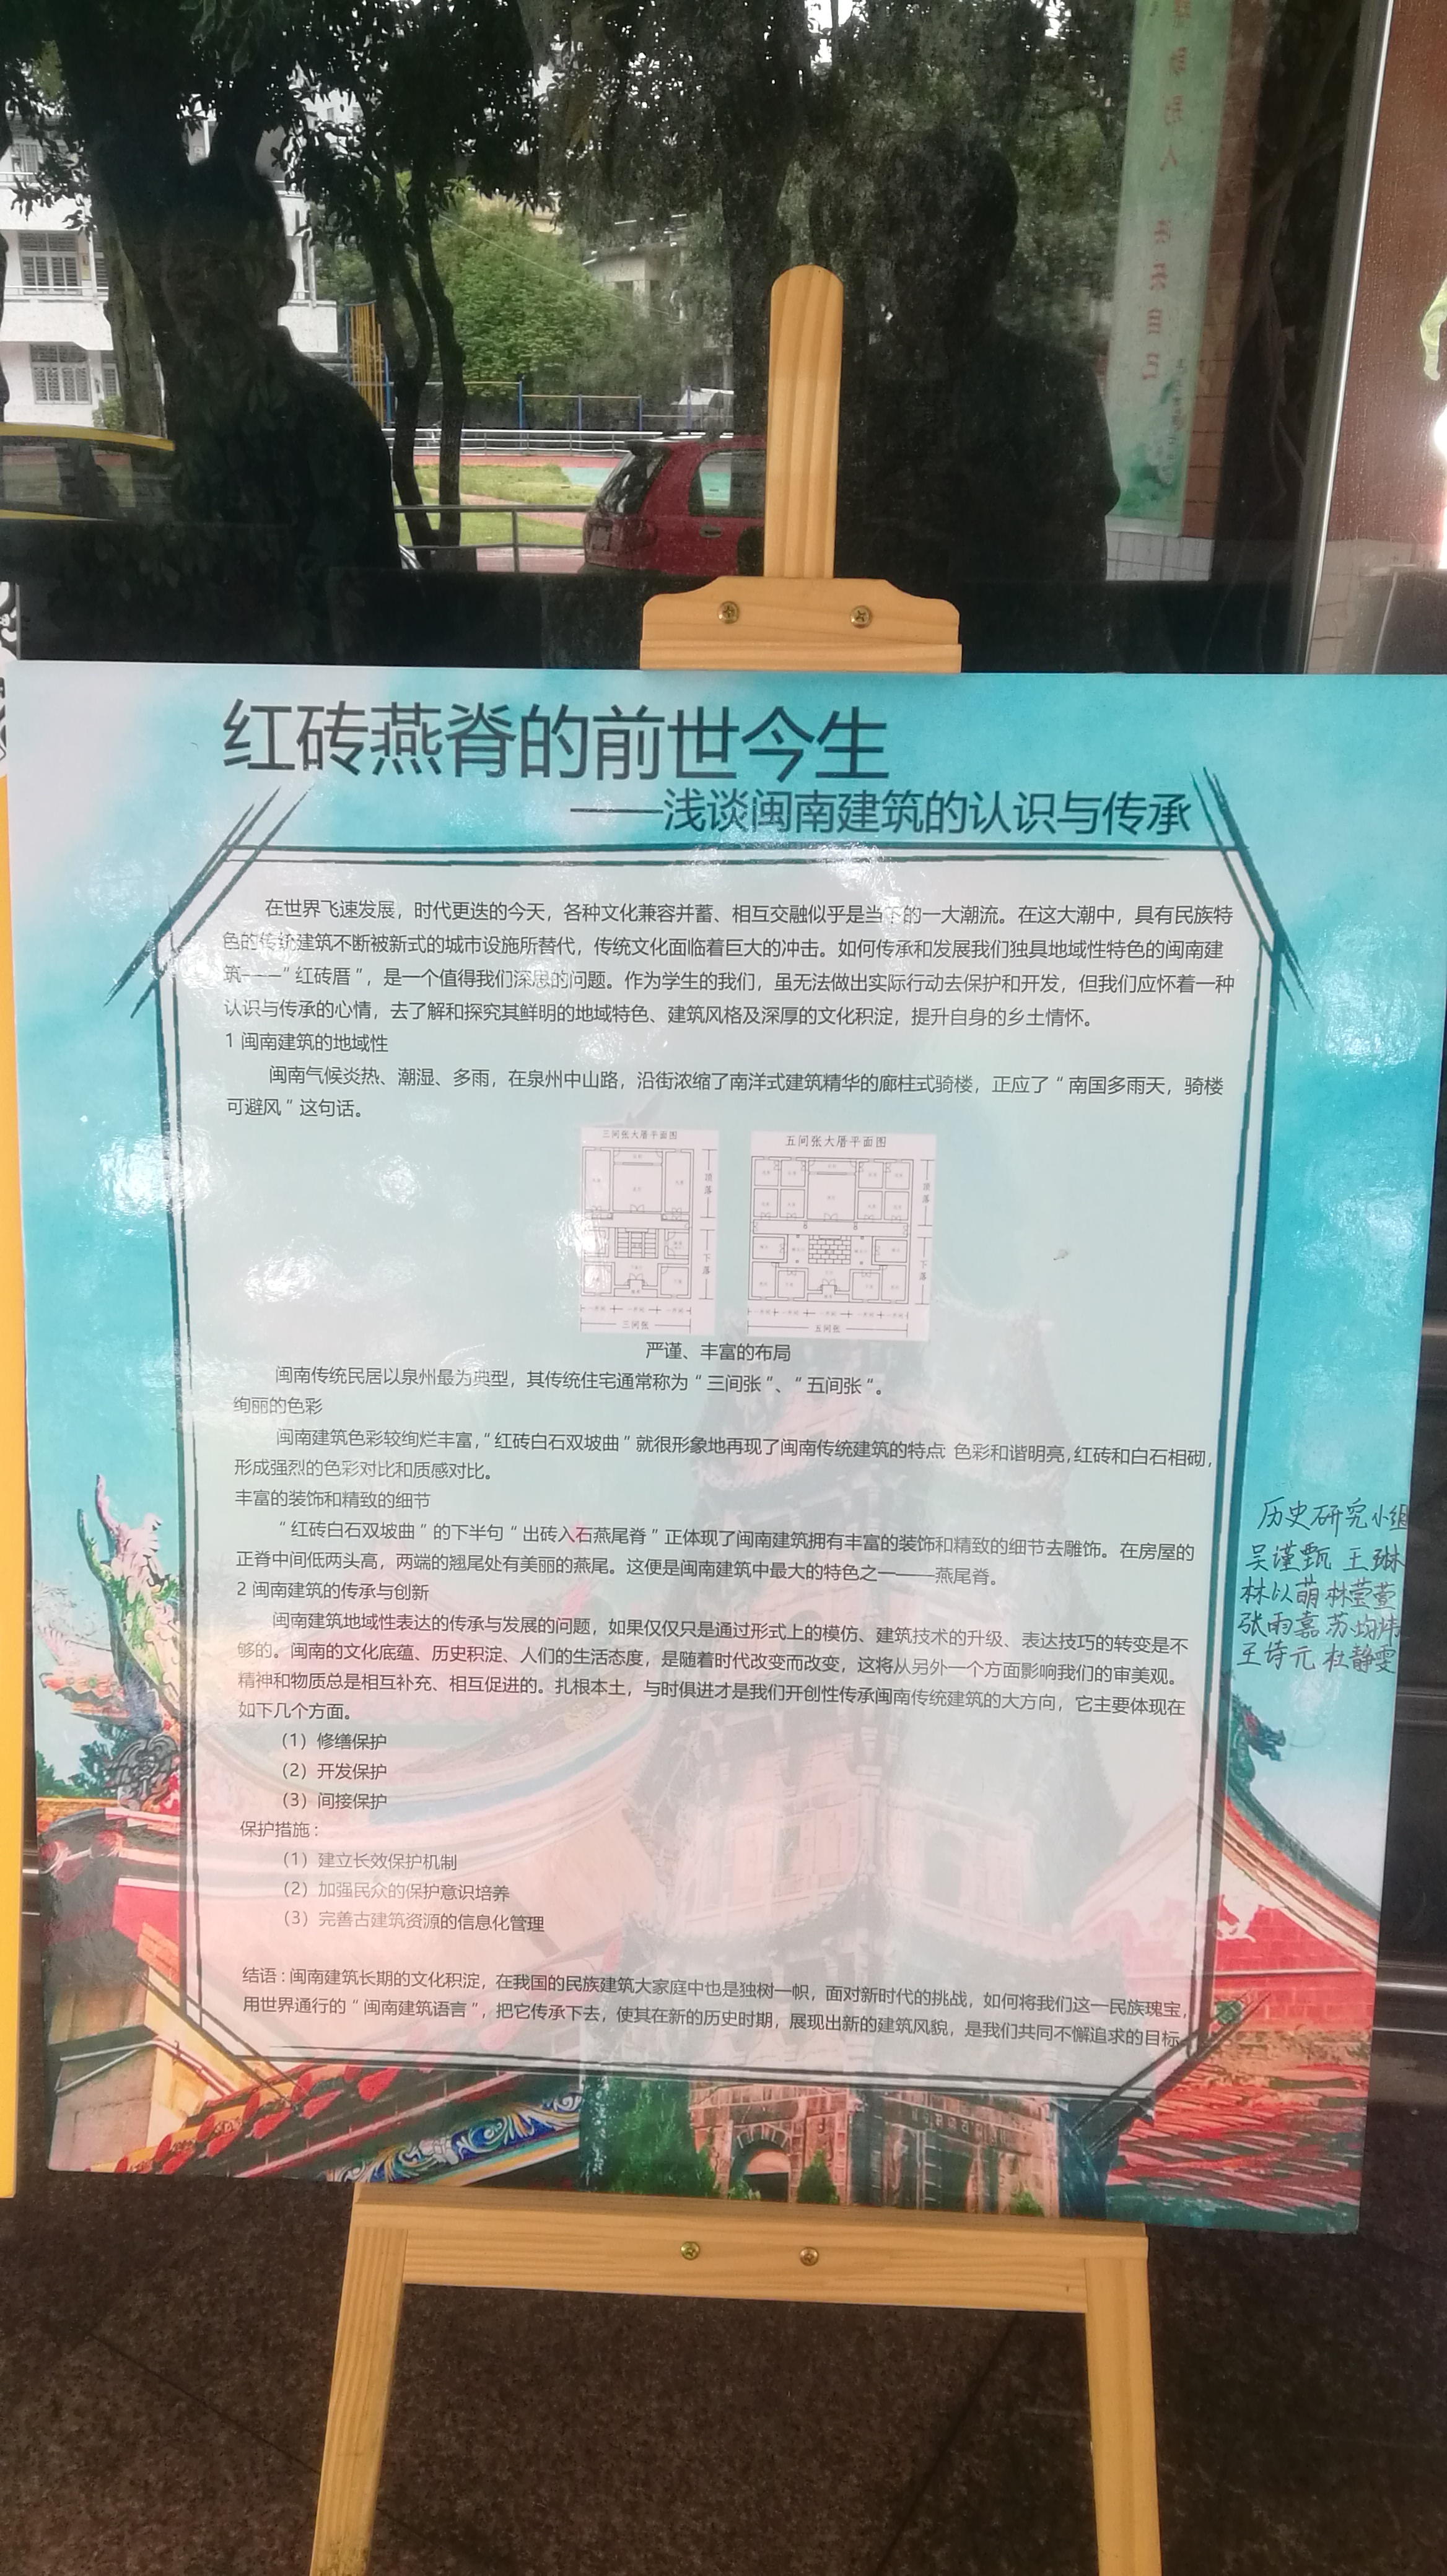 红砖燕脊的前世今生
——浅谈闽南建筑的认识与传承
在世界飞速发展，时代更迭的今天，各种文化兼容并蓄、相互交融似乎是当下的一大潮流。在这大潮中，具有民族特
色的传统建筑不断被新式的城市设施所替代，传统文化面临着巨大的冲击。如何传承和发展我们独具地域性特色的闽南建
筑——“红砖厝”，是一个值得我们深思的问题。作为学生的我们，虽无法做出实际行动去保护和开发，但我们应怀着一种
认识与传承的心情，去了解和探究其鲜明的地域特色、建筑风格及深厚的文化积淀，提升自身的乡土情怀。
1 闽南建筑的地域性
闽南气候炎热、潮湿、多雨，在泉州中山路，沿街浓缩了南洋式建筑精华的廊柱式骑楼，正应了“南国多雨天，骑楼
可避风”这句话。
三间张大厝平面图
五间张大厝平面图
顶落
下落
顶落
下落
三间张
五间张
严谨、丰富的布局
闽南传统民居以泉州最为典型，其传统住宅通常称为“三间张”、“五间张”。
绚丽的色彩
闽南建筑色彩较绚烂丰富，“红砖白石双坡曲”就很形象地再现了闽南传统建筑的特点 色彩和谐明亮，红砖和白石相砌，
形成强烈的色彩对比和质感对比。
丰富的装饰和精致的细节
“红砖白石双坡曲”的下半句“出砖入石燕尾脊”正体现了闽南建筑拥有丰富的装饰和精致的细节去雕饰。在房屋的
正脊中间低两头高，两端的翘尾处有美丽的燕尾。这便是闽南建筑中最大的特色之一——燕尾脊。
2 闽南建筑的传承与创新
闽南建筑地域性表达的传承与发展的问题，如果仅仅只是通过形式上的模仿、建筑技术的升级、表达技巧的转变是不
够的。闽南的文化底蕴、历史积淀、人们的生活态度，是随着时代改变而改变，这将从另外一个方面影响我们的审美观。
精神和物质总是相互补充、相互促进的。扎根本土，与时俱进才是我们开创性传承闽南传统建筑的大方向，它主要体现在
如下几个方面。
（1）修缮保护
（2）开发保护
（3）间接保护
保护措施：
（1）建立长效保护机制
（2）加强民众的保护意识培养
（3）完善古建筑资源的信息化管理
结语：闽南建筑长期的文化积淀，在我国的民族建筑大家庭中也是独树一帜，面对新时代的挑战，如何将我们这一民族瑰宝，
用世界通行的“闽南建筑语言”，把它传承下去，使其在新的历史时期，展现出新的建筑风貌，是我们共同不懈追求的目标。
历史研究小组
吴谨甄 王琳
林以萌 林莹萱
张雨嘉 苏均炜
王诗元 杜静雯